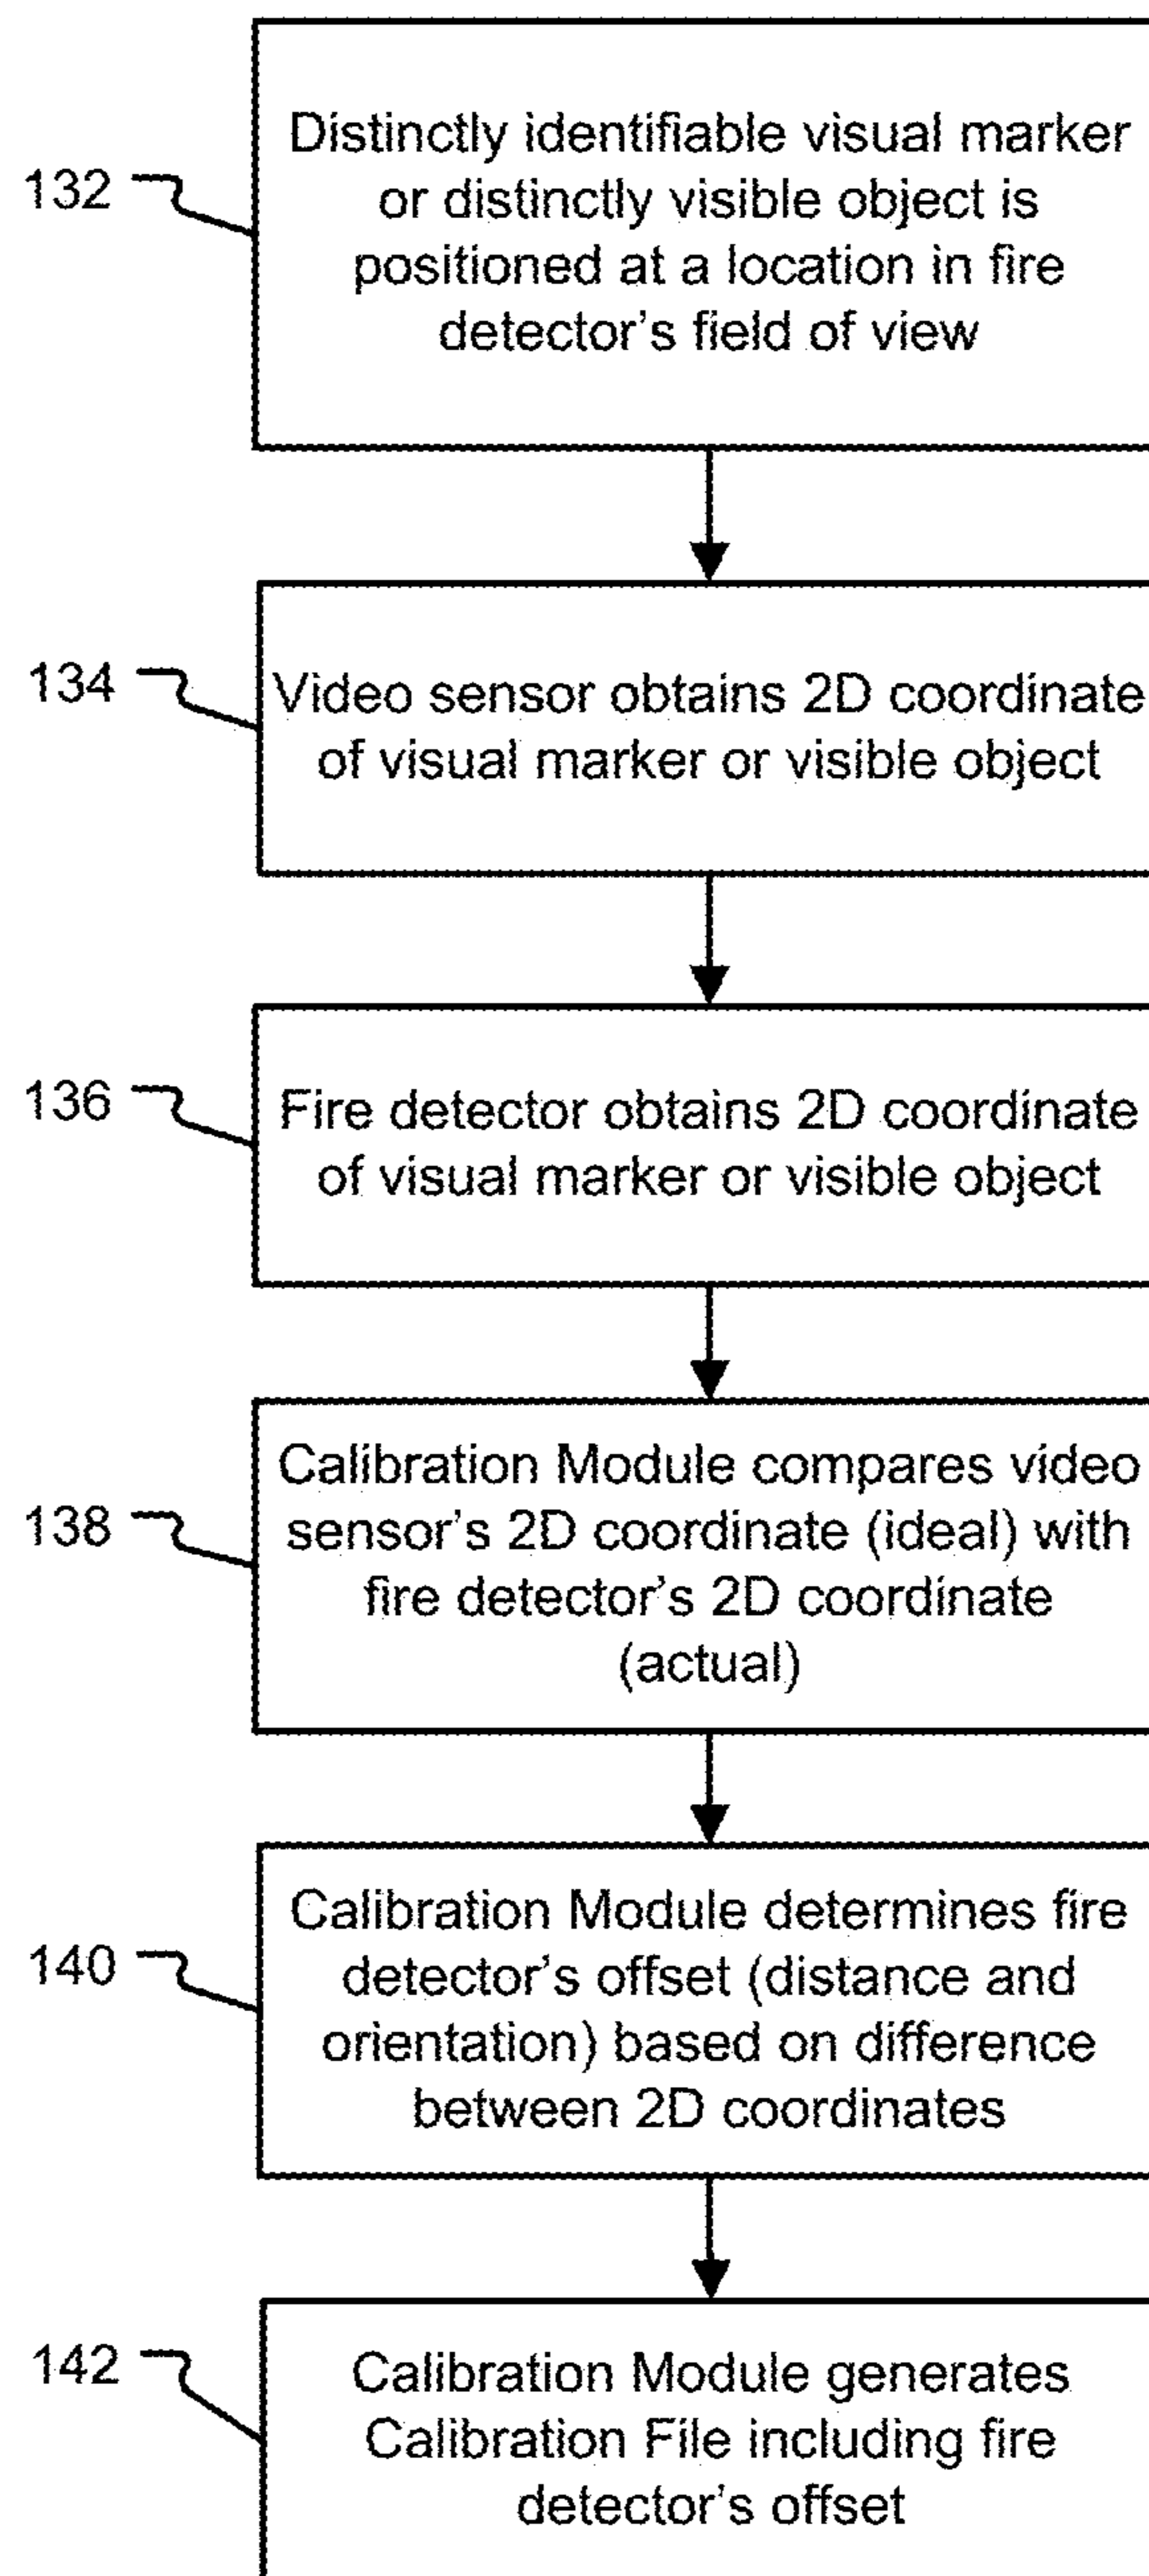 132
Distinctly identifiable visual marker
or distinctly visible object is
positioned at a location in fire
detector's field of view
134
Video sensor obtains 2D coordinate
of visual marker or visible object
136
Fire detector obtains 2D coordinate
of visual marker or visible object
138
Calibration Module compares video
sensor's 2D coordinate (ideal) with
fire detector's 2D coordinate
(actual)
140
Calibration Module determines fire
detector's offset (distance and
orientation) based on difference
between 2D coordinates
142
Calibration Module generates
Calibration File including fire
detector's offset